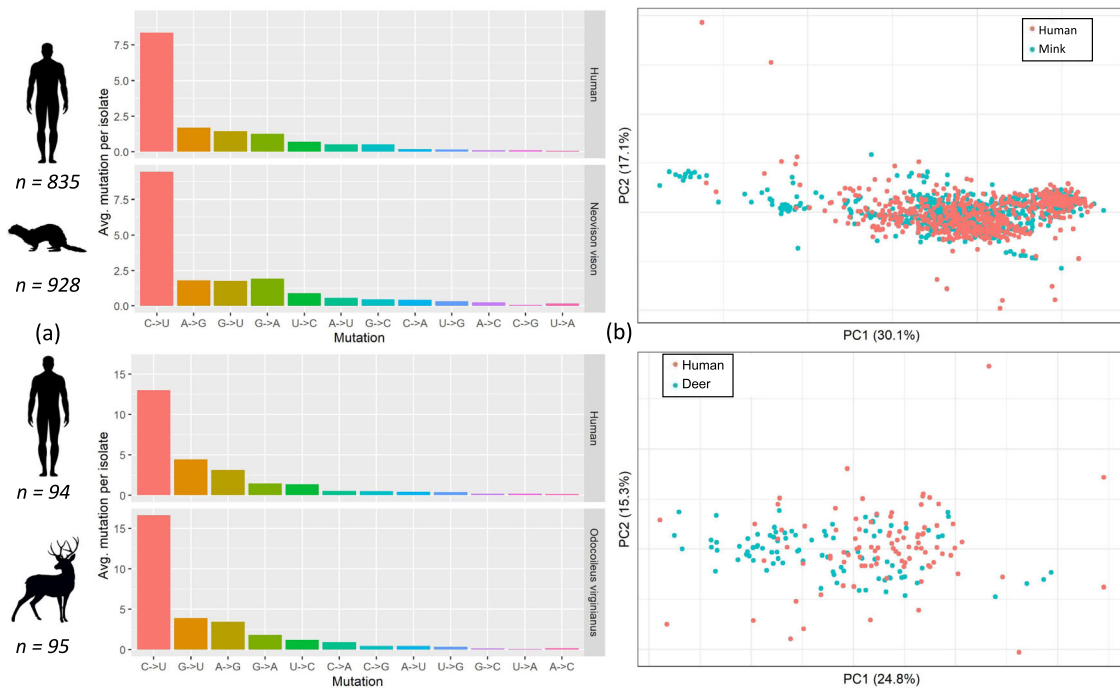 n = 835
n = 928
(a)
Avg. mutation per isolate
7.5
5.0
2.5
0.0
Human
7.5
5.0
2.5
0.0
Neovison vison
C->U A->G G->U G->A U->C A->U G->C C->A U->G A->C C->G U->A
Mutation
(b)
PC2 (17.1%)
Human
Mink
PC1 (30.1%)
n = 94
n = 95
Avg. mutation per isolate
15
10
5
0
Human
15
10
5
0
Odocoileus virginianus
C->U G->U A->G G->A U->C C->A C->G A->U U->G G->C U->A A->C
Mutation
PC2 (15.3%)
Human
Deer
PC1 (24.8%)